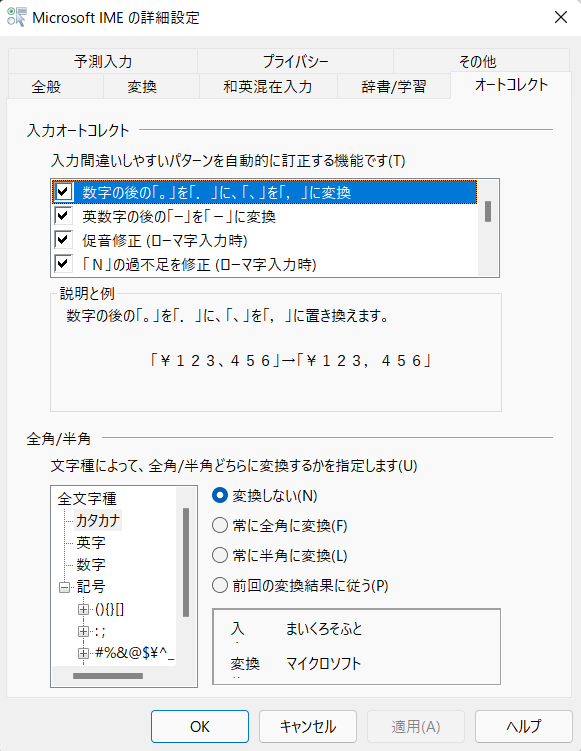 Microsoft IME の詳細設定
予測入力 プライバシー その他
全般 変換 和英混在入力 辞書/学習 オートコレクト
入力オートコレクト
入力間違いしやすいパターンを自動的に訂正する機能です(T)
数字の後の「。」を「．」に、「、」を「，」に変換
英数字の後の「ー」を「－」に変換
促音修正 (ローマ字入力時)
「Ｎ」の過不足を修正 (ローマ字入力時)
説明と例
数字の後の「。」を「．」に、「、」を「，」に置き換えます。
「￥１２３、４５６」→「￥１２３，４５６」
全角/半角
文字種によって、全角/半角どちらに変換するかを指定します(U)
全文字種
カタカナ
英字
数字
記号
(){}[]
: ;
#%&@$¥^_
変換しない(N)
常に全角に変換(F)
常に半角に変換(L)
前回の変換結果に従う(P)
入 まいくろそふと
変換 マイクロソフト
OK キャンセル 適用(A) ヘルプ